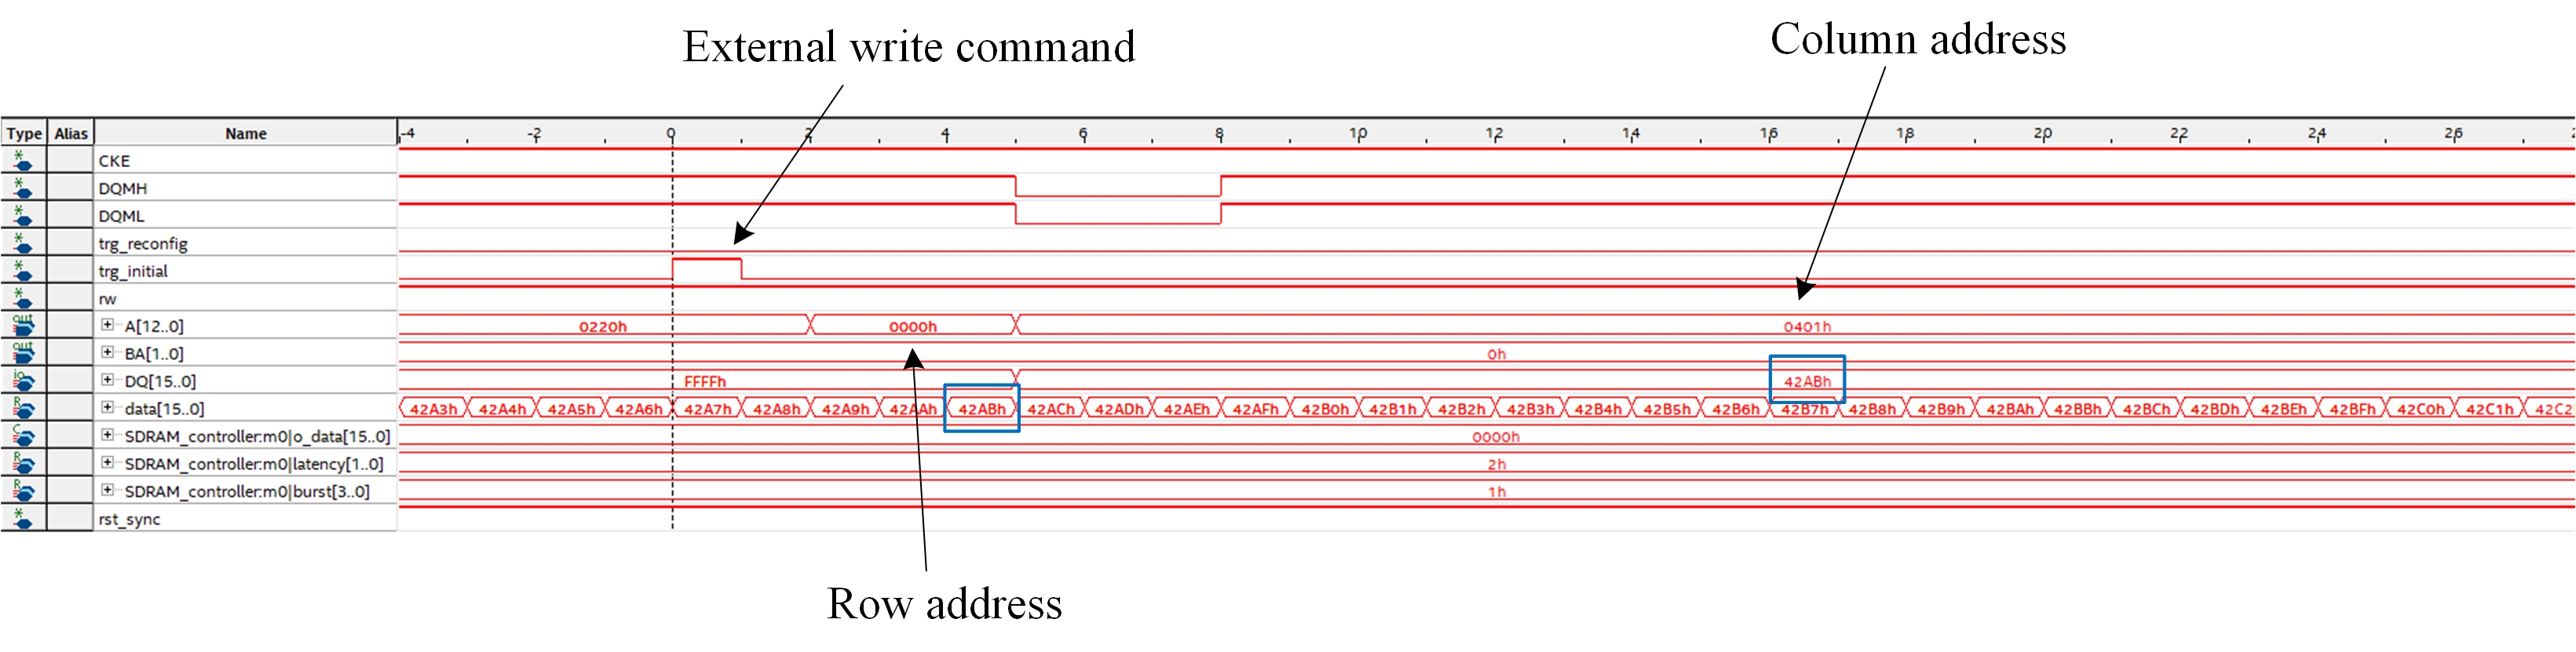 External write command
Column address
Type Alias Name -4 -2 0 2 4 6 8 10 12 14 16 18 20 22 24 26
CKE
DQMH
DQML
trg_reconfig
trg_initial
rw
A[12..0] 0220h 0000h 0401h
BA[1..0] 0h
DQ[15..0] FFFFh 42ABh
data[15..0] 42A3h 42A4h 42A5h 42A6h 42A7h 42A8h 42A9h 42AAh 42ABh 42ACh 42ADh 42AEh 42AFh 42B0h 42B1h 42B2h 42B3h 42B4h 42B5h 42B6h 42B7h 42B8h 42B9h 42BAh 42BBh 42BCh 42BDh 42BEh 42BFh 42C0h 42C1h 42C2
SDRAM_controller:m0|o_data[15..0] 0000h
SDRAM_controller:m0|latency[1..0] 2h
SDRAM_controller:m0|burst[3..0] 1h
rst_sync
Row address